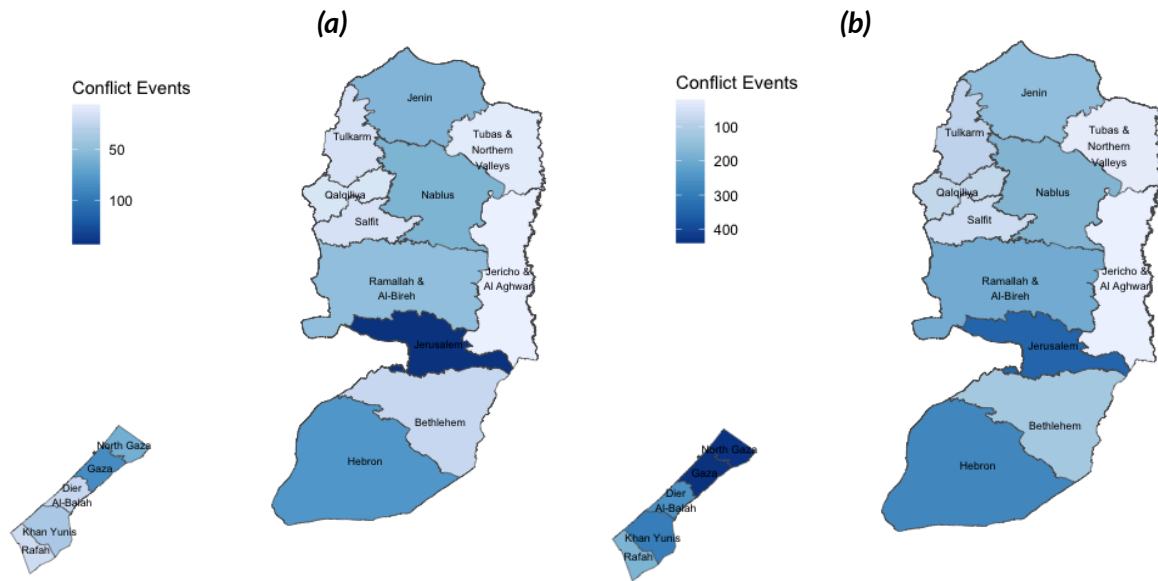 (a)
Conflict Events
50
100
Jenin
Tulkarm
Tubas &
Northern
Valleys
Qalqiliya
Nablus
Salfit
Ramallah &
Al-Bireh
Jericho &
Al Aghwar
Jerusalem
Bethlehem
Hebron
North Gaza
Gaza
Dier
Al-Balah
Khan Yunis
Rafah
(b)
Conflict Events
100
200
300
400
Jenin
Tulkarm
Tubas &
Northern
Valleys
Qalqiliya
Nablus
Salfit
Ramallah &
Al-Bireh
Jericho &
Al Aghwar
Jerusalem
Bethlehem
Hebron
North Gaza
Gaza
Dier
Al-Balah
Khan Yunis
Rafah